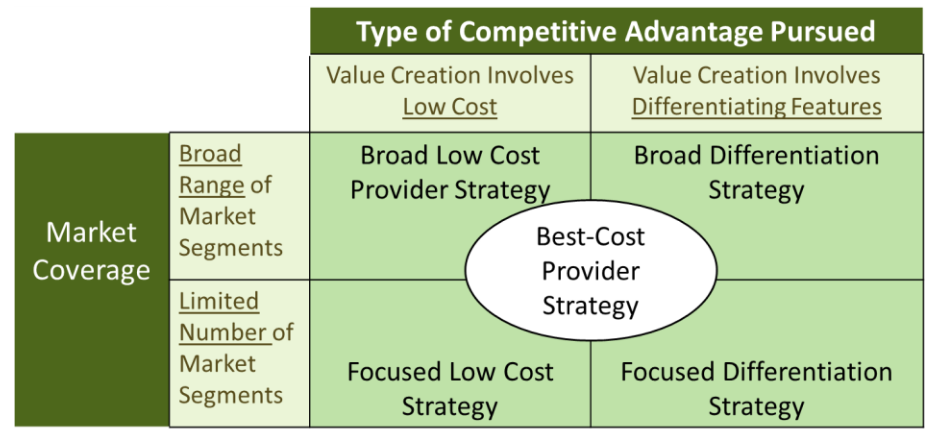 Type of Competitive Advantage Pursued
Value Creation Involves
Low Cost
Value Creation Involves
Differentiating Features
Market
Coverage
Broad
Range of
Market
Segments
Broad Low Cost
Provider Strategy
Broad Differentiation
Strategy
Best-Cost
Provider
Strategy
Limited
Number of
Market
Segments
Focused Low Cost
Strategy
Focused Differentiation
Strategy